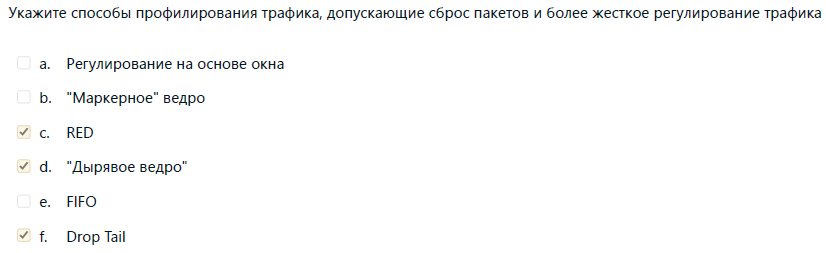 Укажите способы профилирования трафика, допускающие сброс пакетов и более жесткое регулирование трафика
a. Регулирование на основе окна
b. "Маркерное" ведро
c. RED
d. "Дырявое ведро"
e. FIFO
f. Drop Tail